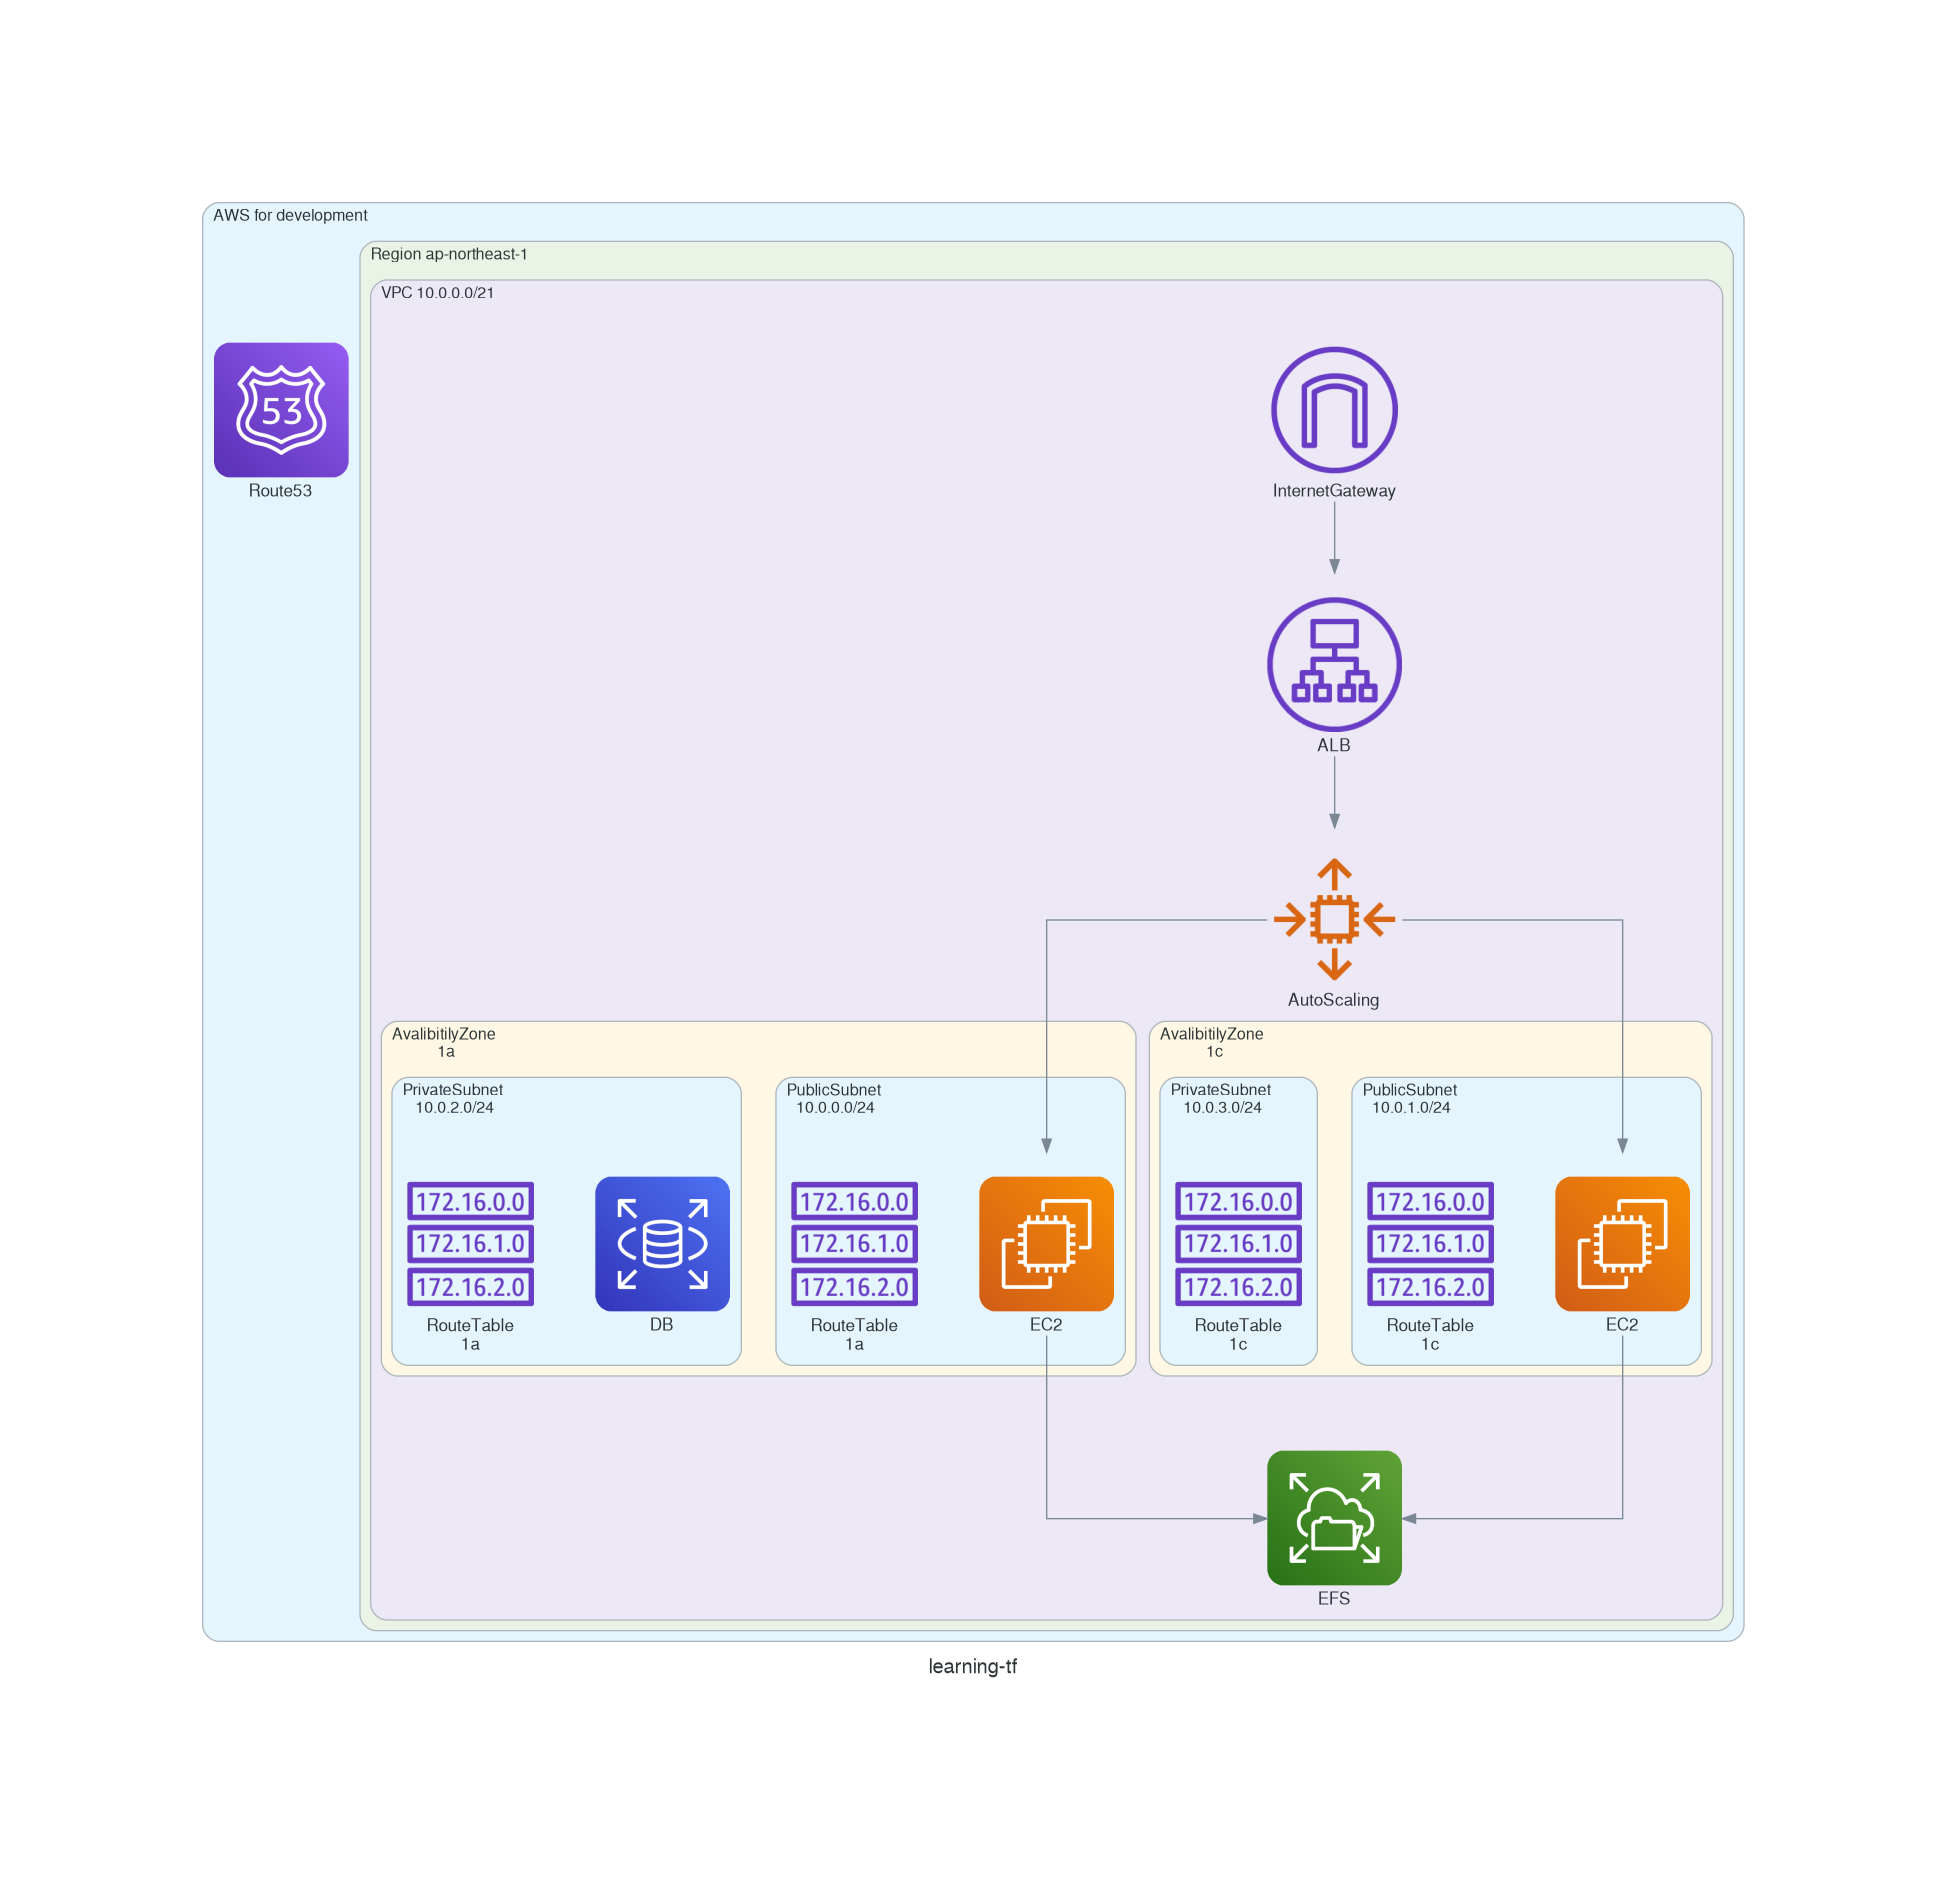 AWS for development
Region ap-northeast-1
VPC 10.0.0.0/21
53
Route53
InternetGateway
ALB
AutoScaling
AvalibitilyZone
1a
PrivateSubnet
10.0.2.0/24
172.16.0.0
172.16.1.0
172.16.2.0
RouteTable
1a
DB
PublicSubnet
10.0.0.0/24
172.16.0.0
172.16.1.0
172.16.2.0
RouteTable
1a
EC2
AvalibitilyZone
1c
PrivateSubnet
10.0.3.0/24
172.16.0.0
172.16.1.0
172.16.2.0
RouteTable
1c
PublicSubnet
10.0.1.0/24
172.16.0.0
172.16.1.0
172.16.2.0
RouteTable
1c
EC2
EFS
learning-tf